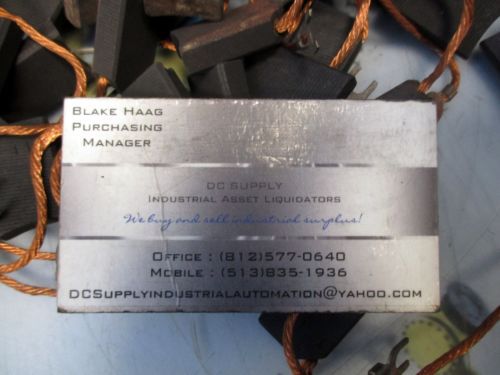 Blake Haag
Purchasing
Manager
DC Supply
Industrial Asset Liquidators
We buy and sell industrial surplus!
Office : (812)577-0640
Mobile : (513)835-1936
DCSupplyindustrialautomation@yahoo.com